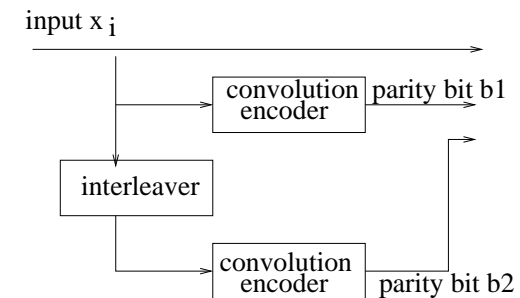 input x i
convolution
encoder
parity bit b1
interleaver
convolution
encoder
parity bit b2